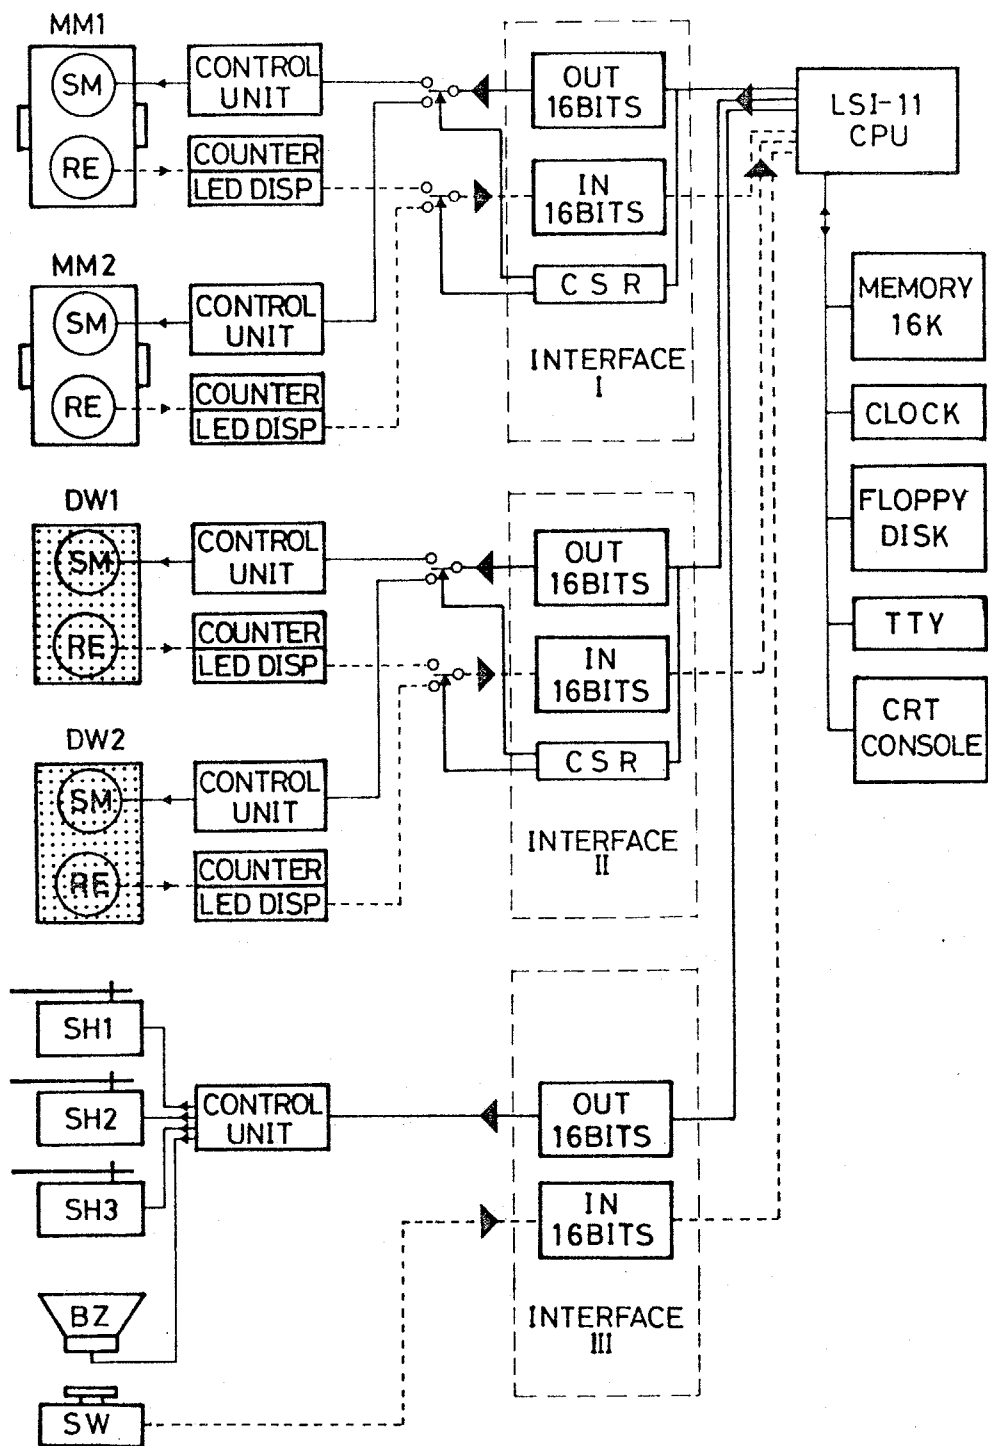 MM1
SM
CONTROL
UNIT
OUT
16BITS
LSI-11
CPU
RE
COUNTER
LED DISP
IN
16BITS
MM2
SM
CONTROL
UNIT
CSR
MEMORY
16K
RE
COUNTER
LED DISP
INTERFACE
I
CLOCK
DW1
SM
CONTROL
UNIT
OUT
16BITS
FLOPPY
DISK
RE
COUNTER
LED DISP
IN
16BITS
TTY
DW2
SM
CONTROL
UNIT
CSR
CRT
CONSOLE
RE
COUNTER
LED DISP
INTERFACE
II
SH1
SH2
CONTROL
UNIT
OUT
16BITS
SH3
IN
16BITS
BZ
INTERFACE
III
SW